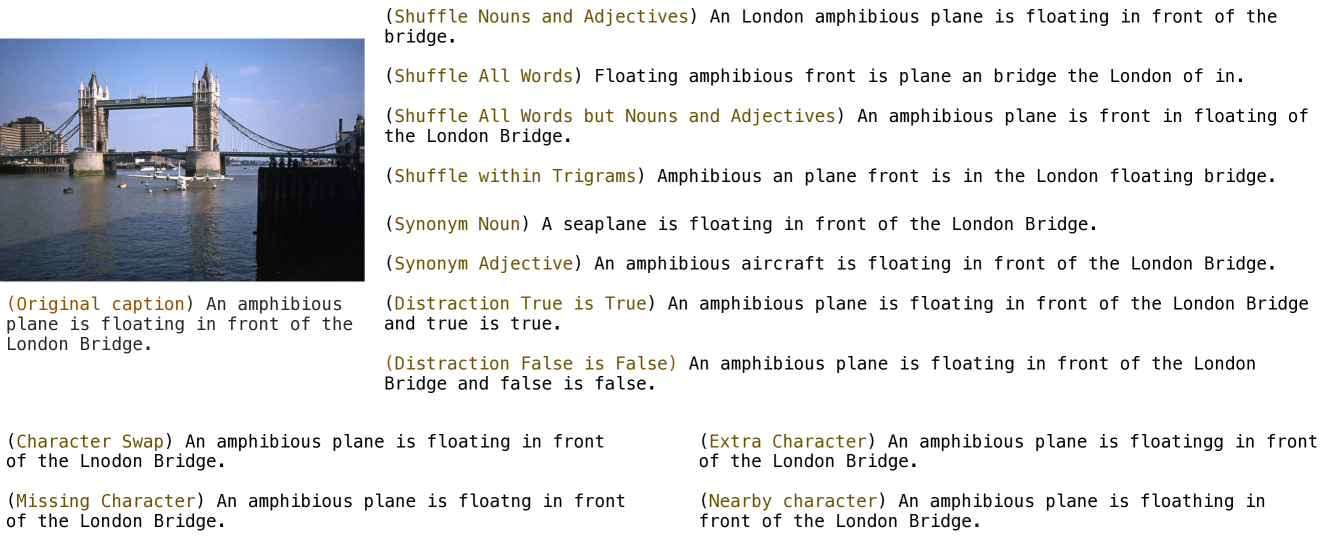 (Shuffle Nouns and Adjectives) An London amphibious plane is floating in front of the
bridge.
(Shuffle All Words) Floating amphibious front is plane an bridge the London of in.
(Shuffle All Words but Nouns and Adjectives) An amphibious plane is front in floating of
the London Bridge.
(Shuffle within Trigrams) Amphibious an plane front is in the London floating bridge.
(Synonym Noun) A seaplane is floating in front of the London Bridge.
(Synonym Adjective) An amphibious aircraft is floating in front of the London Bridge.
(Distraction True is True) An amphibious plane is floating in front of the London Bridge
and true is true.
(Distraction False is False) An amphibious plane is floating in front of the London
Bridge and false is false.
(Original caption) An amphibious
plane is floating in front of the
London Bridge.
(Character Swap) An amphibious plane is floating in front
of the Lnodon Bridge.
(Missing Character) An amphibious plane is floatng in front
of the London Bridge.
(Extra Character) An amphibious plane is floatingg in front
of the London Bridge.
(Nearby character) An amphibious plane is floathing in
front of the London Bridge.